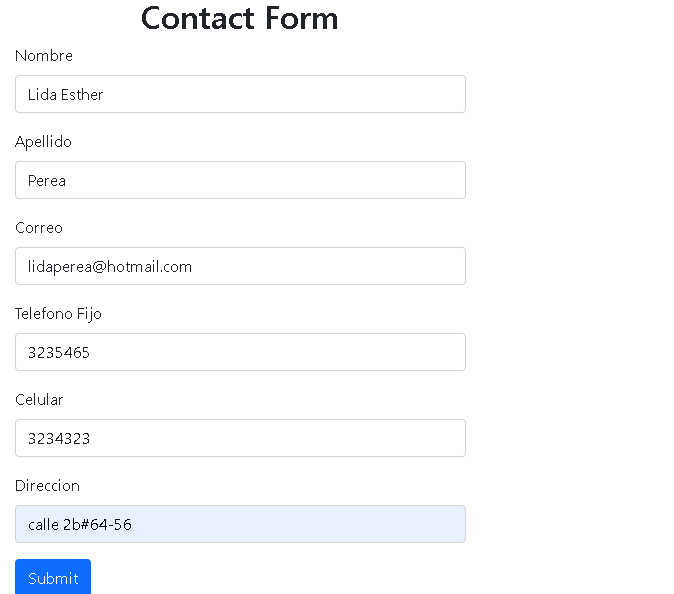 Contact Form
Nombre
Lida Esther
Apellido
Perea
Correo
lidaperea@hotmail.com
Telefono Fijo
3235465
Celular
3234323
Direccion
calle 2b#64-56
Submit